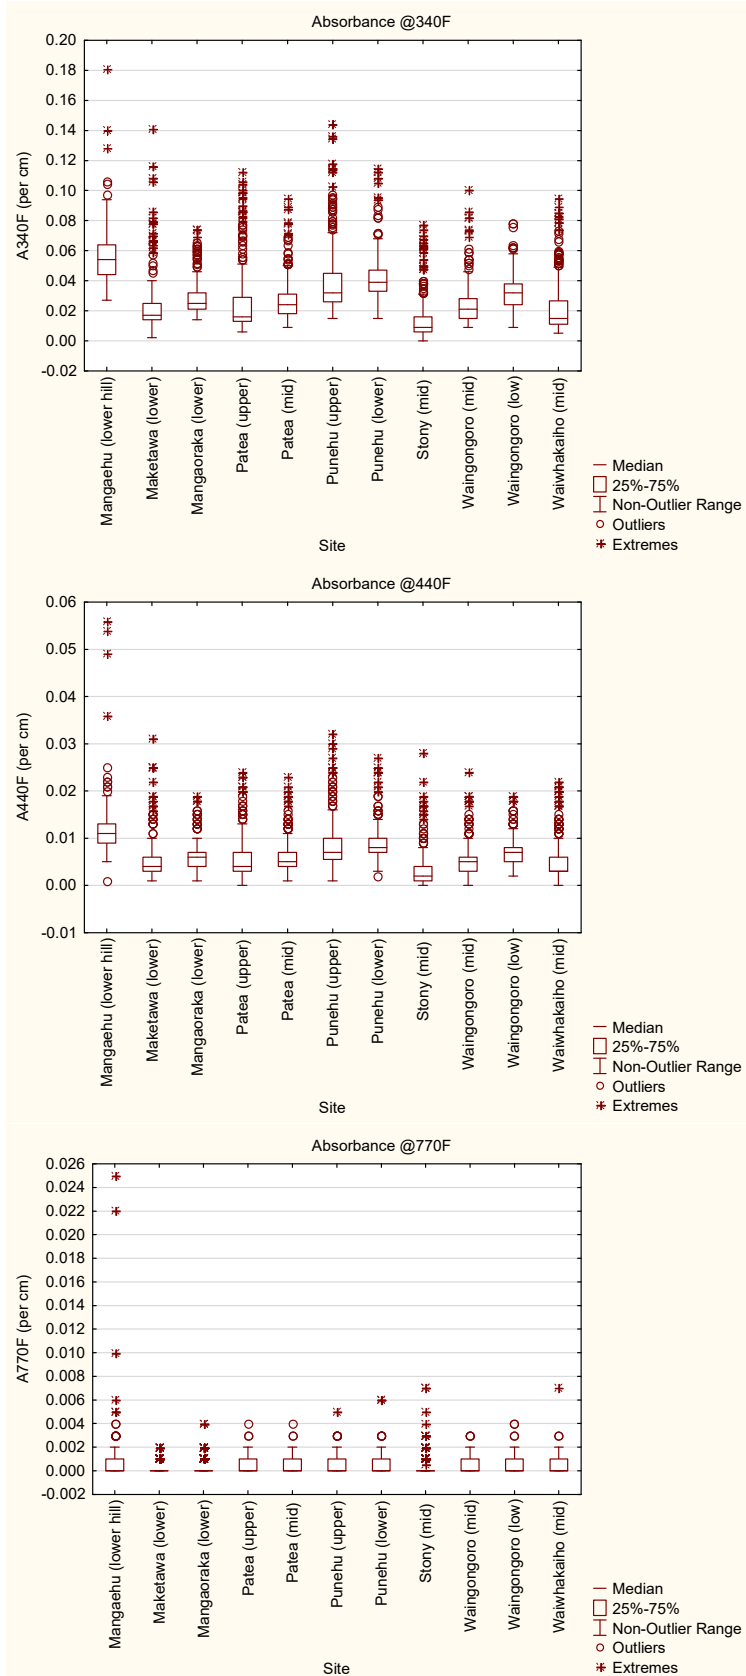 Absorbance @340F
0.20
0.18
0.16
0.14
0.12
0.10
0.08
0.06
0.04
0.02
0.00
-0.02
A340F (per cm)
Mangaehu (lower hill)
Maketawa (lower)
Mangaoraka (lower)
Patea (upper)
Patea (mid)
Punehu (upper)
Punehu (lower)
Stony (mid)
Waingongoro (mid)
Waingongoro (low)
Waiwhakaiho (mid)
Site
Median
25%-75%
Non-Outlier Range
Outliers
Extremes
Absorbance @440F
0.06
0.05
0.04
0.03
0.02
0.01
0.00
-0.01
A440F (per cm)
Mangaehu (lower hill)
Maketawa (lower)
Mangaoraka (lower)
Patea (upper)
Patea (mid)
Punehu (upper)
Punehu (lower)
Stony (mid)
Waingongoro (mid)
Waingongoro (low)
Waiwhakaiho (mid)
Site
Median
25%-75%
Non-Outlier Range
Outliers
Extremes
Absorbance @770F
0.026
0.024
0.022
0.020
0.018
0.016
0.014
0.012
0.010
0.008
0.006
0.004
0.002
0.000
-0.002
A770F (per cm)
Mangaehu (lower hill)
Maketawa (lower)
Mangaoraka (lower)
Patea (upper)
Patea (mid)
Punehu (upper)
Punehu (lower)
Stony (mid)
Waingongoro (mid)
Waingongoro (low)
Waiwhakaiho (mid)
Site
Median
25%-75%
Non-Outlier Range
Outliers
Extremes